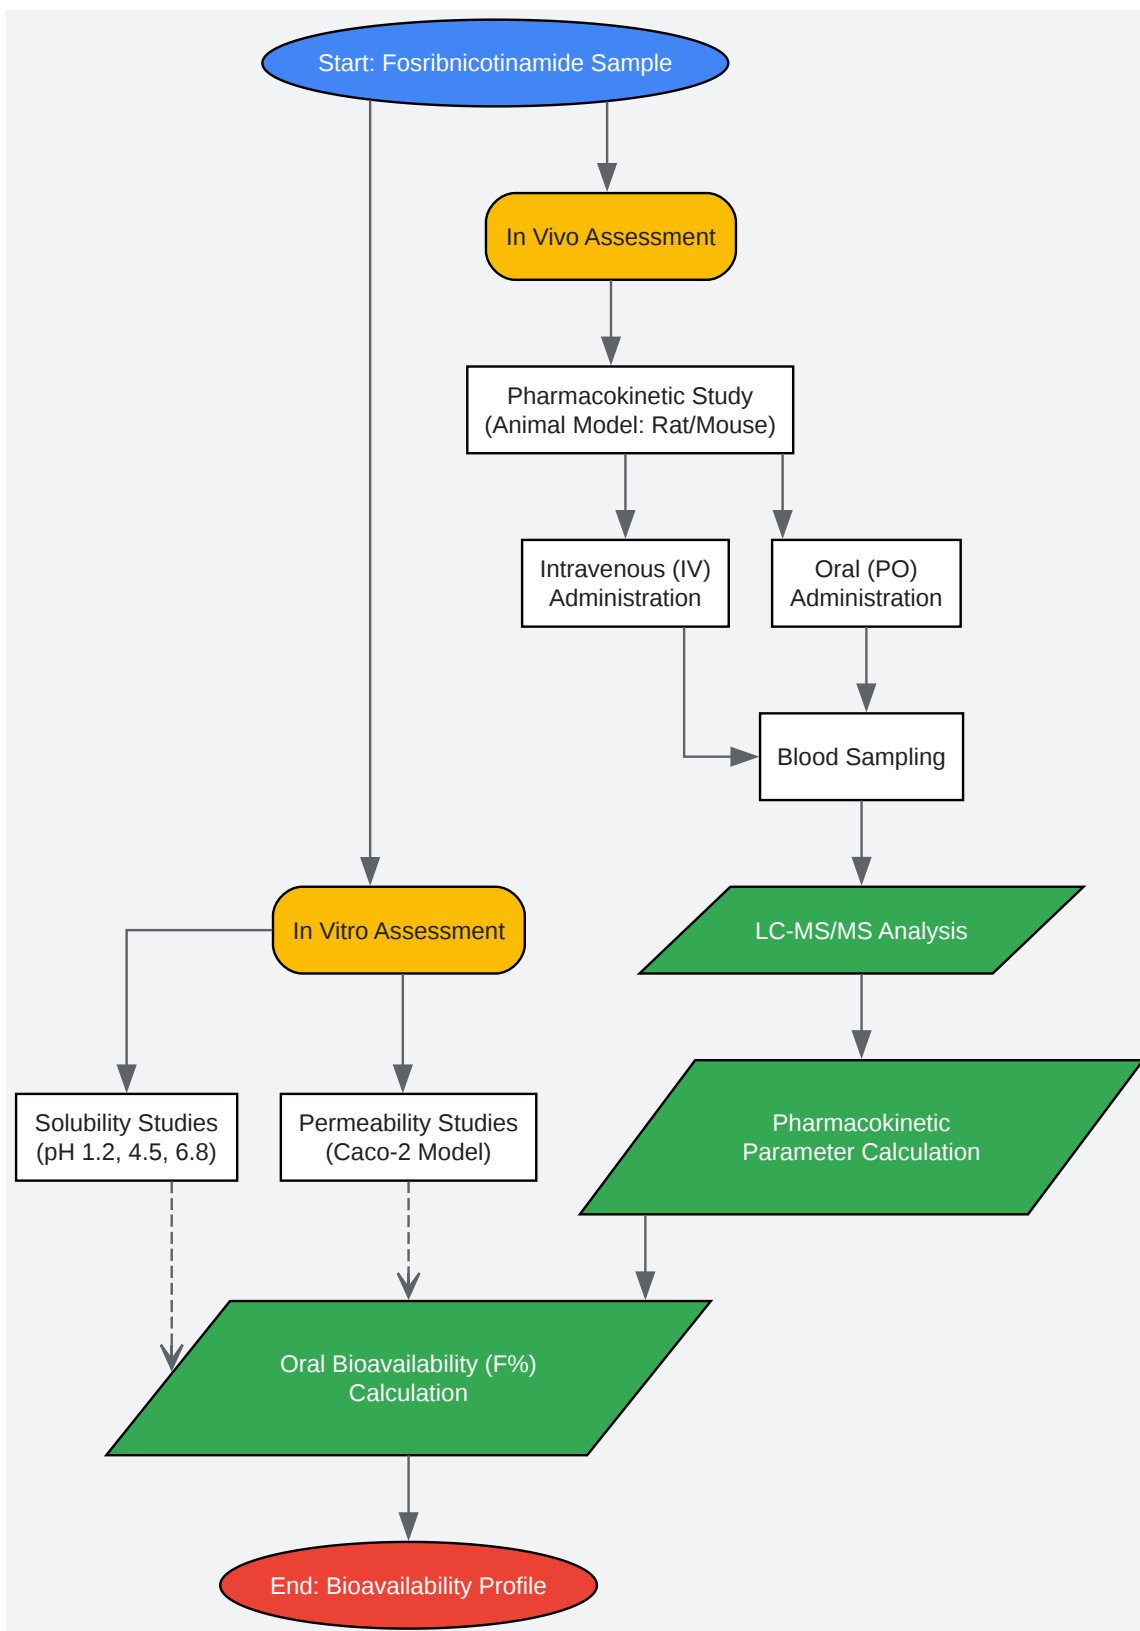 Start: Fosribnicotinamide Sample
In Vivo Assessment
Pharmacokinetic Study
(Animal Model: Rat/Mouse)
Intravenous (IV)
Administration
Oral (PO)
Administration
Blood Sampling
In Vitro Assessment
LC-MS/MS Analysis
Solubility Studies
(pH 1.2, 4.5, 6.8)
Permeability Studies
(Caco-2 Model)
Pharmacokinetic
Parameter Calculation
Oral Bioavailability (F%)
Calculation
End: Bioavailability Profile